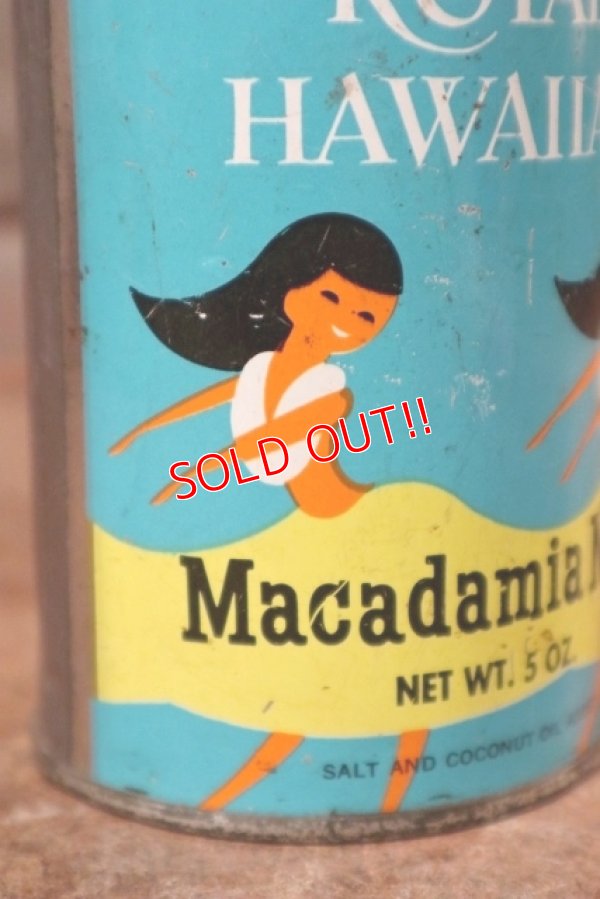 HAWAII
SOLD OUT!!
Macadamia
NET WT. 5 OZ.
SALT AND COCONUT OIL